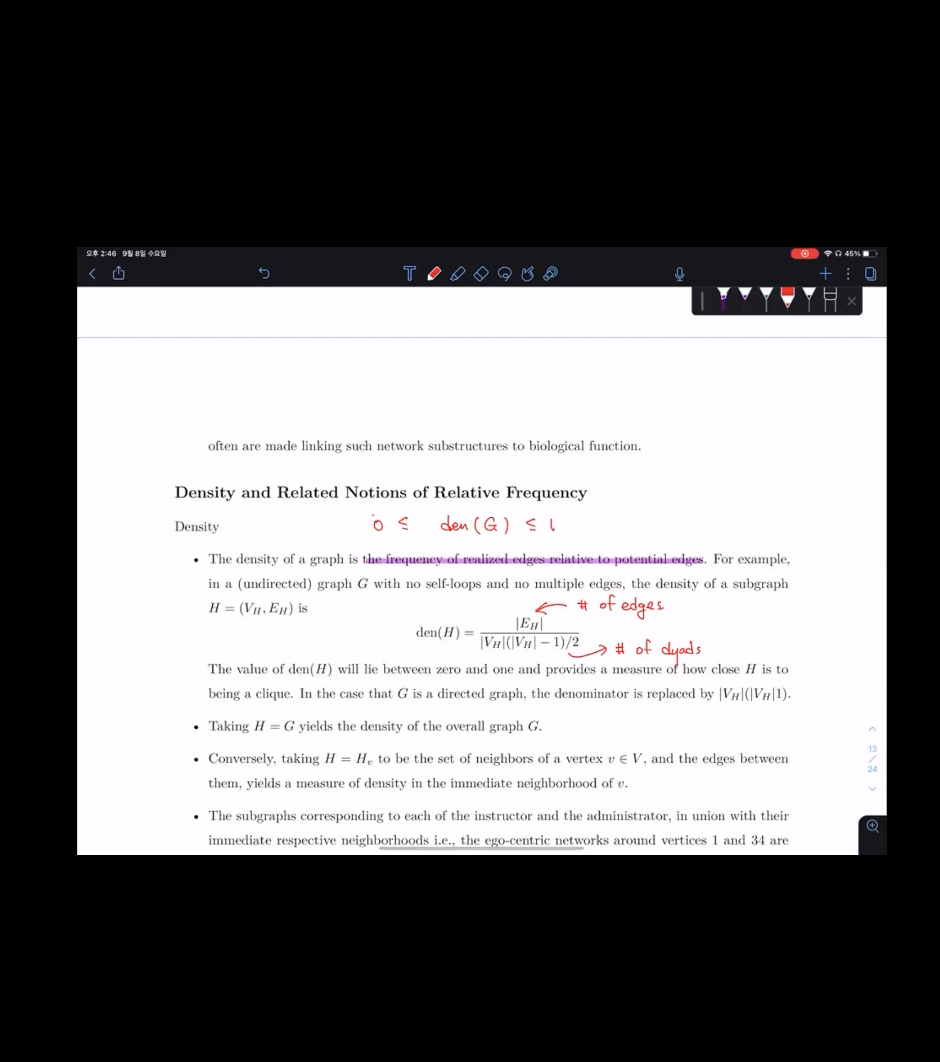 오후 2:46 9월 8일 수요일
45%
T
often are made linking such network substructures to biological function.
Density and Related Notions of Relative Frequency
Density
0 ≤ den(G) ≤ 1
• The density of a graph is the frequency of realized edges relative to potential edges. For example,
in a (undirected) graph G with no self-loops and no multiple edges, the density of a subgraph
H = (V_H, E_H) is
# of edges
den(H) = |E_H| / |V_H|(|V_H| − 1)/2
# of dyads
The value of den(H) will lie between zero and one and provides a measure of how close H is to
being a clique. In the case that G is a directed graph, the denominator is replaced by |V_H|(|V_H|1).
• Taking H = G yields the density of the overall graph G.
• Conversely, taking H = H_v to be the set of neighbors of a vertex v ∈ V, and the edges between
them, yields a measure of density in the immediate neighborhood of v.
• The subgraphs corresponding to each of the instructor and the administrator, in union with their
immediate respective neighborhoods i.e., the ego-centric networks around vertices 1 and 34 are
13
/
24